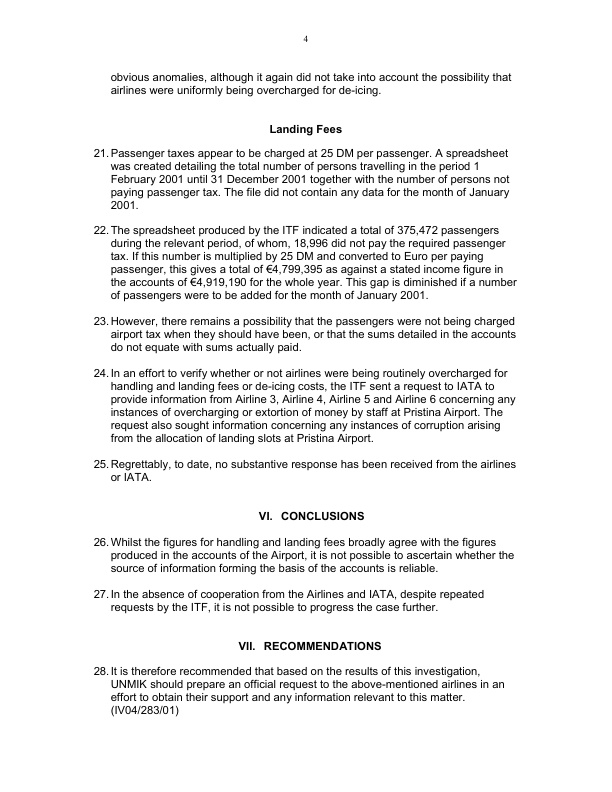 4
obvious anomalies, although it again did not take into account the possibility that
airlines were uniformly being overcharged for de-icing.
Landing Fees
21. Passenger taxes appear to be charged at 25 DM per passenger. A spreadsheet
was created detailing the total number of persons travelling in the period 1
February 2001 until 31 December 2001 together with the number of persons not
paying passenger tax. The file did not contain any data for the month of January
2001.
22. The spreadsheet produced by the ITF indicated a total of 375,472 passengers
during the relevant period, of whom, 18,996 did not pay the required passenger
tax. If this number is multiplied by 25 DM and converted to Euro per paying
passenger, this gives a total of €4,799,395 as against a stated income figure in
the accounts of €4,919,190 for the whole year. This gap is diminished if a number
of passengers were to be added for the month of January 2001.
23. However, there remains a possibility that the passengers were not being charged
airport tax when they should have been, or that the sums detailed in the accounts
do not equate with sums actually paid.
24. In an effort to verify whether or not airlines were being routinely overcharged for
handling and landing fees or de-icing costs, the ITF sent a request to IATA to
provide information from Airline 3, Airline 4, Airline 5 and Airline 6 concerning any
instances of overcharging or extortion of money by staff at Pristina Airport. The
request also sought information concerning any instances of corruption arising
from the allocation of landing slots at Pristina Airport.
25. Regrettably, to date, no substantive response has been received from the airlines
or IATA.
VI. CONCLUSIONS
26. Whilst the figures for handling and landing fees broadly agree with the figures
produced in the accounts of the Airport, it is not possible to ascertain whether the
source of information forming the basis of the accounts is reliable.
27. In the absence of cooperation from the Airlines and IATA, despite repeated
requests by the ITF, it is not possible to progress the case further.
VII. RECOMMENDATIONS
28. It is therefore recommended that based on the results of this investigation,
UNMIK should prepare an official request to the above-mentioned airlines in an
effort to obtain their support and any information relevant to this matter.
(IV04/283/01)